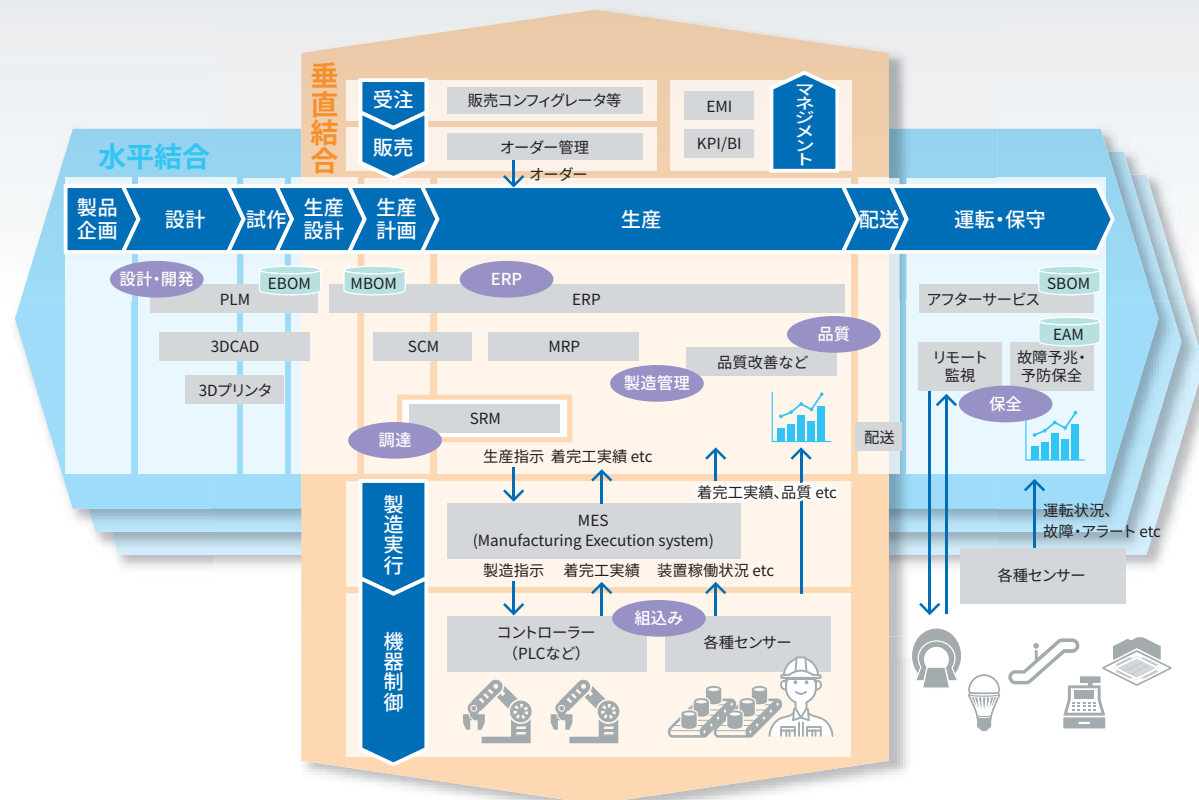 垂直結合
受注
販売コンフィグレータ等
販売
オーダー管理
オーダー
EMI
KPI/BI
マネジメント
水平結合
製品
企画
設計
試作
生産
設計
生産
計画
生産
配送
運転・保守
設計・開発
PLM
EBOM
MBOM
ERP
ERP
SBOM
アフターサービス
3DCAD
SCM
MRP
品質
品質改善など
EAM
リモート
監視
故障予兆・
予防保全
3Dプリンタ
製造管理
保全
SRM
調達
配送
生産指示
着完工実績 etc
着完工実績、品質 etc
製造実行
MES
(Manufacturing Execution system)
運転状況、
故障・アラート etc
各種センサー
製造指示
着完工実績
装置稼働状況 etc
機器制御
組込み
コントローラー
(PLCなど)
各種センサー